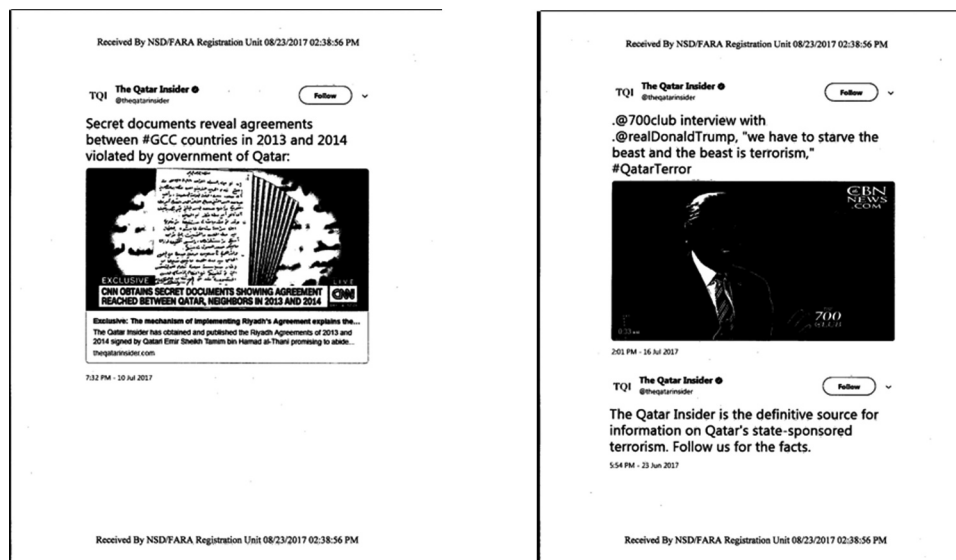 Received By NSD/FARA Registration Unit 08/23/2017 02:38:56 PM
TQI
The Qatar Insider
@theqatarinsider
Follow
Secret documents reveal agreements
between #GCC countries in 2013 and 2014
violated by government of Qatar:
EXCLUSIVE
LIVE
CNN OBTAINS SECRET DOCUMENTS SHOWING AGREEMENT
REACHED BETWEEN QATAR, NEIGHBORS IN 2013 AND 2014
CNN
Exclusive: The mechanism of implementing Riyadh's Agreement explains the...
The Qatar Insider has obtained and published the Riyadh Agreements of 2013 and
2014 signed by Qatari Emir Sheikh Tamim bin Hamad al-Thani promising to abide...
theqatarinsider.com
7:32 PM - 10 Jul 2017
Received By NSD/FARA Registration Unit 08/23/2017 02:38:56 PM
Received By NSD/FARA Registration Unit 08/23/2017 02:38:56 PM
TQI
The Qatar Insider
@theqatarinsider
Follow
.@700club interview with
.@realDonaldTrump, "we have to starve the
beast and the beast is terrorism,"
#QatarTerror
CBN
NEWS
.COM
THE
700
CLUB
2:01 PM - 16 Jul 2017
TQI
The Qatar Insider
@theqatarinsider
Follow
The Qatar Insider is the definitive source for
information on Qatar's state-sponsored
terrorism. Follow us for the facts.
5:54 PM - 23 Jun 2017
Received By NSD/FARA Registration Unit 08/23/2017 02:38:56 PM